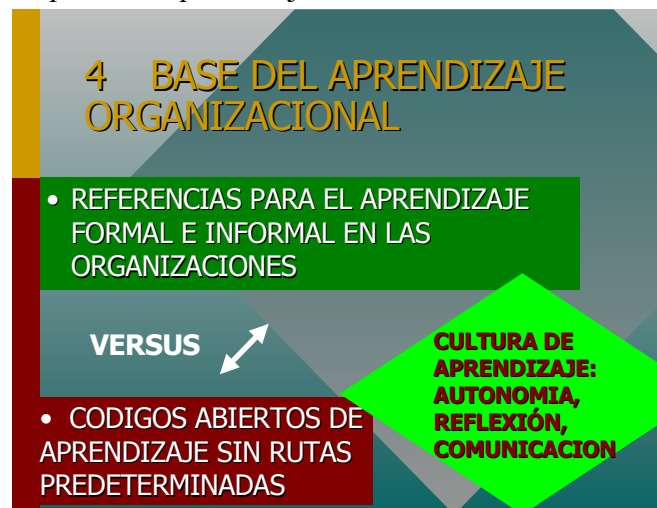 4 BASE DEL APRENDIZAJE
ORGANIZACIONAL
• REFERENCIAS PARA EL APRENDIZAJE
FORMAL E INFORMAL EN LAS
ORGANIZACIONES
VERSUS
CULTURA DE
APRENDIZAJE:
AUTONOMIA,
REFLEXIÓN,
COMUNICACION
• CODIGOS ABIERTOS DE
APRENDIZAJE SIN RUTAS
PREDETERMINADAS